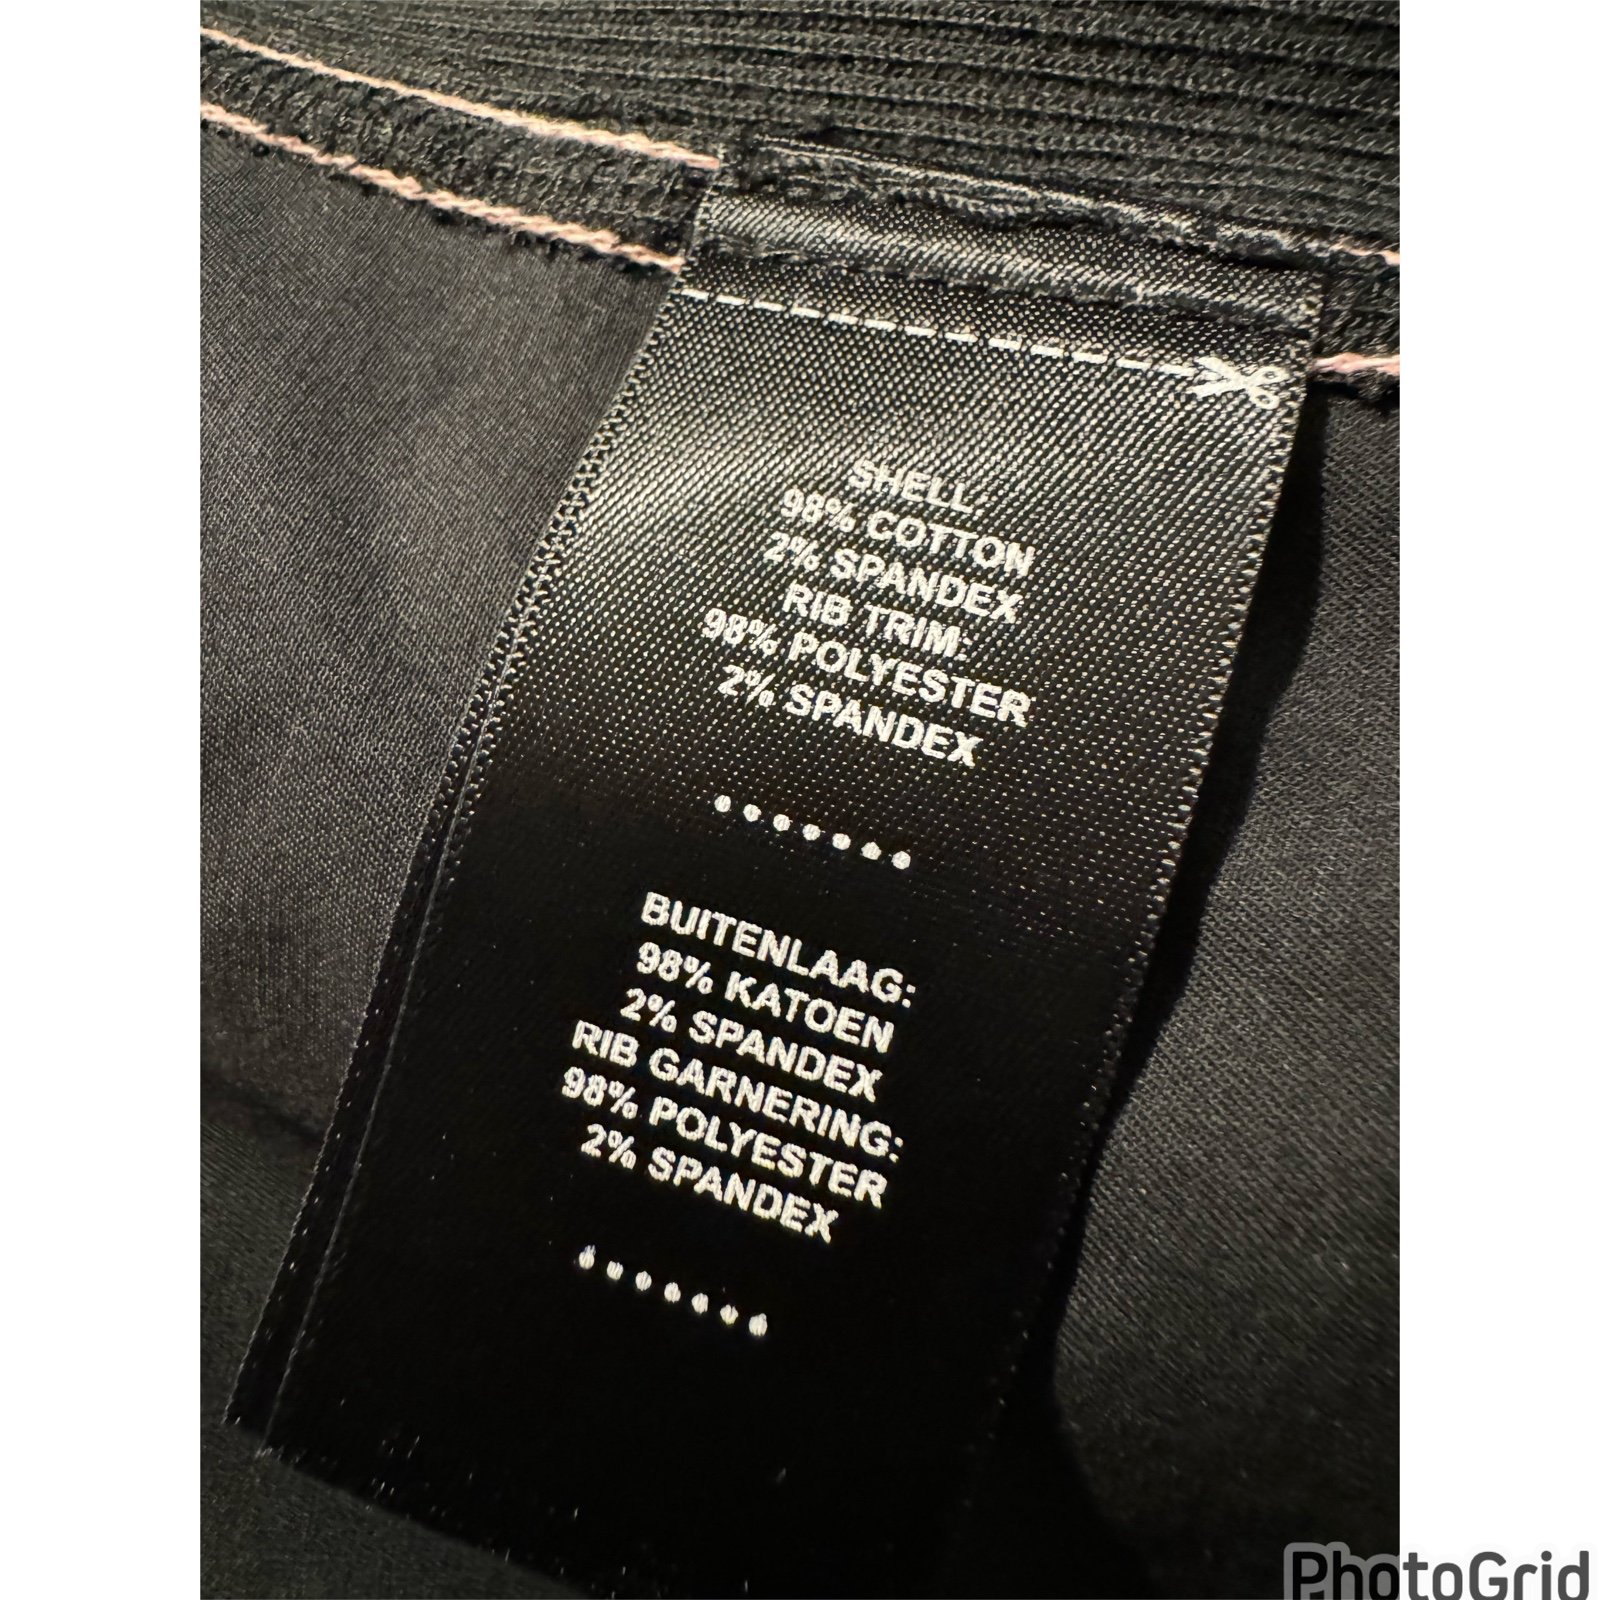 SHELL:
98% COTTON
2% SPANDEX
RIB TRIM:
98% POLYESTER
2% SPANDEX
BUITENLAAG:
98% KATOEN
2% SPANDEX
RIB GARNERING:
98% POLYESTER
2% SPANDEX
PhotoGrid